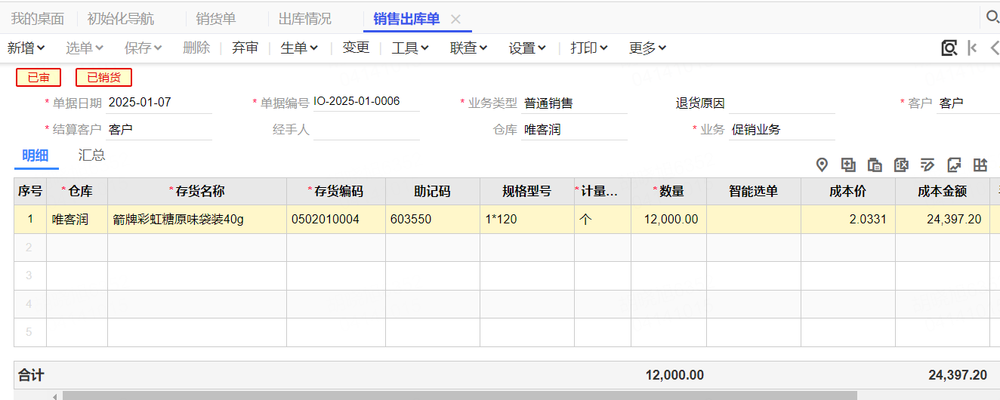 我的桌面 初始化导航 销货单 出库情况 销售出库单
新增 选单 保存 删除 弃审 生单 变更 工具 联查 设置 打印 更多
已审 已销货
* 单据日期 2025-01-07 * 单据编号 IO-2025-01-0006 * 业务类型 普通销售 退货原因 * 客户 客户
* 结算客户 客户 经手人 仓库 唯客润 * 业务 促销业务
明细 汇总
序号 * 仓库 * 存货名称 * 存货编码 助记码 规格型号 * 计量... * 数量 智能选单 成本价 成本金额
1 唯客润 箭牌彩虹糖原味袋装40g 0502010004 603550 1*120 个 12,000.00 2.0331 24,397.20
2
3
4
5
合计 12,000.00 24,397.20